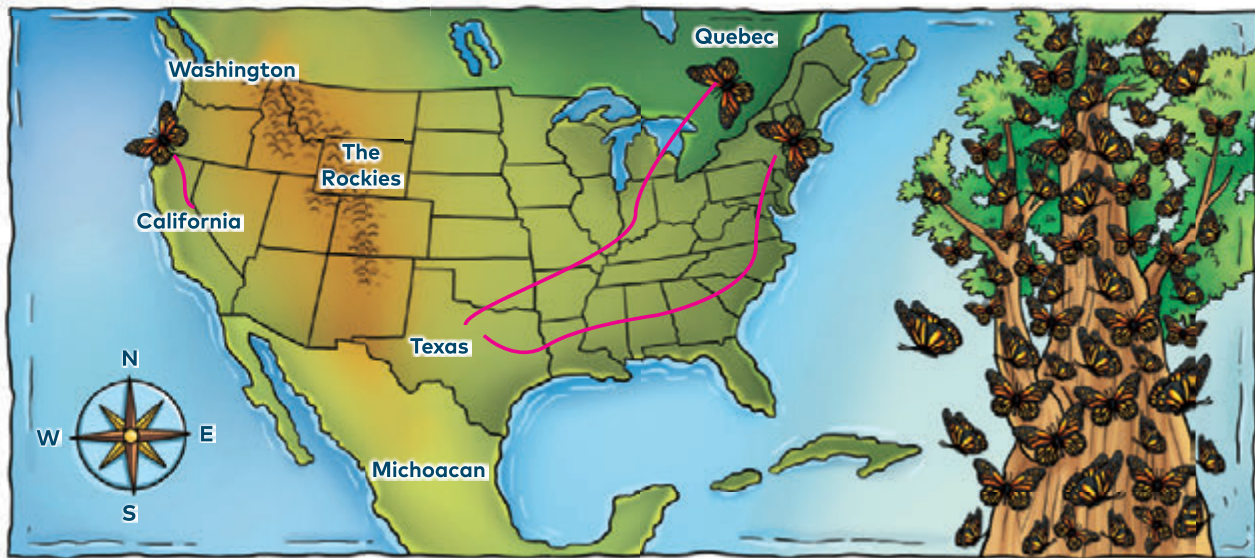 Quebec
Washington
The
Rockies
California
Texas
N
W
E
S
Michoacan